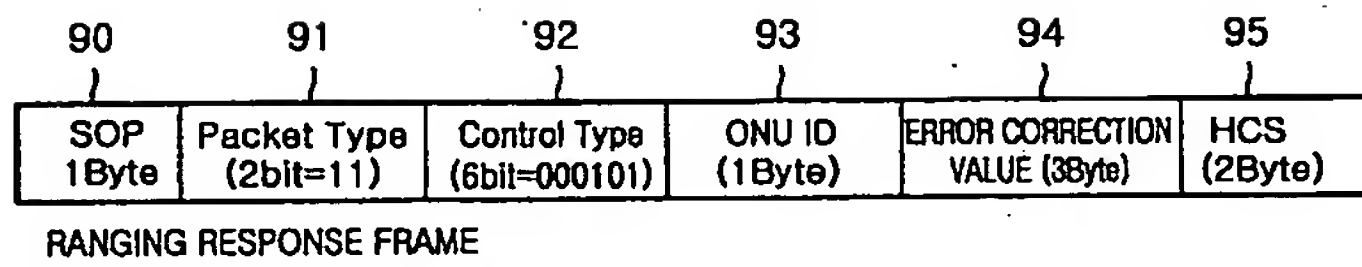 90 91 92 93 94 95
SOP Packet Type Control Type ONU ID ERROR CORRECTION HCS
1Byte (2bit=11) (6bit=000101) (1Byte) VALUE (3Byte) (2Byte)
RANGING RESPONSE FRAME